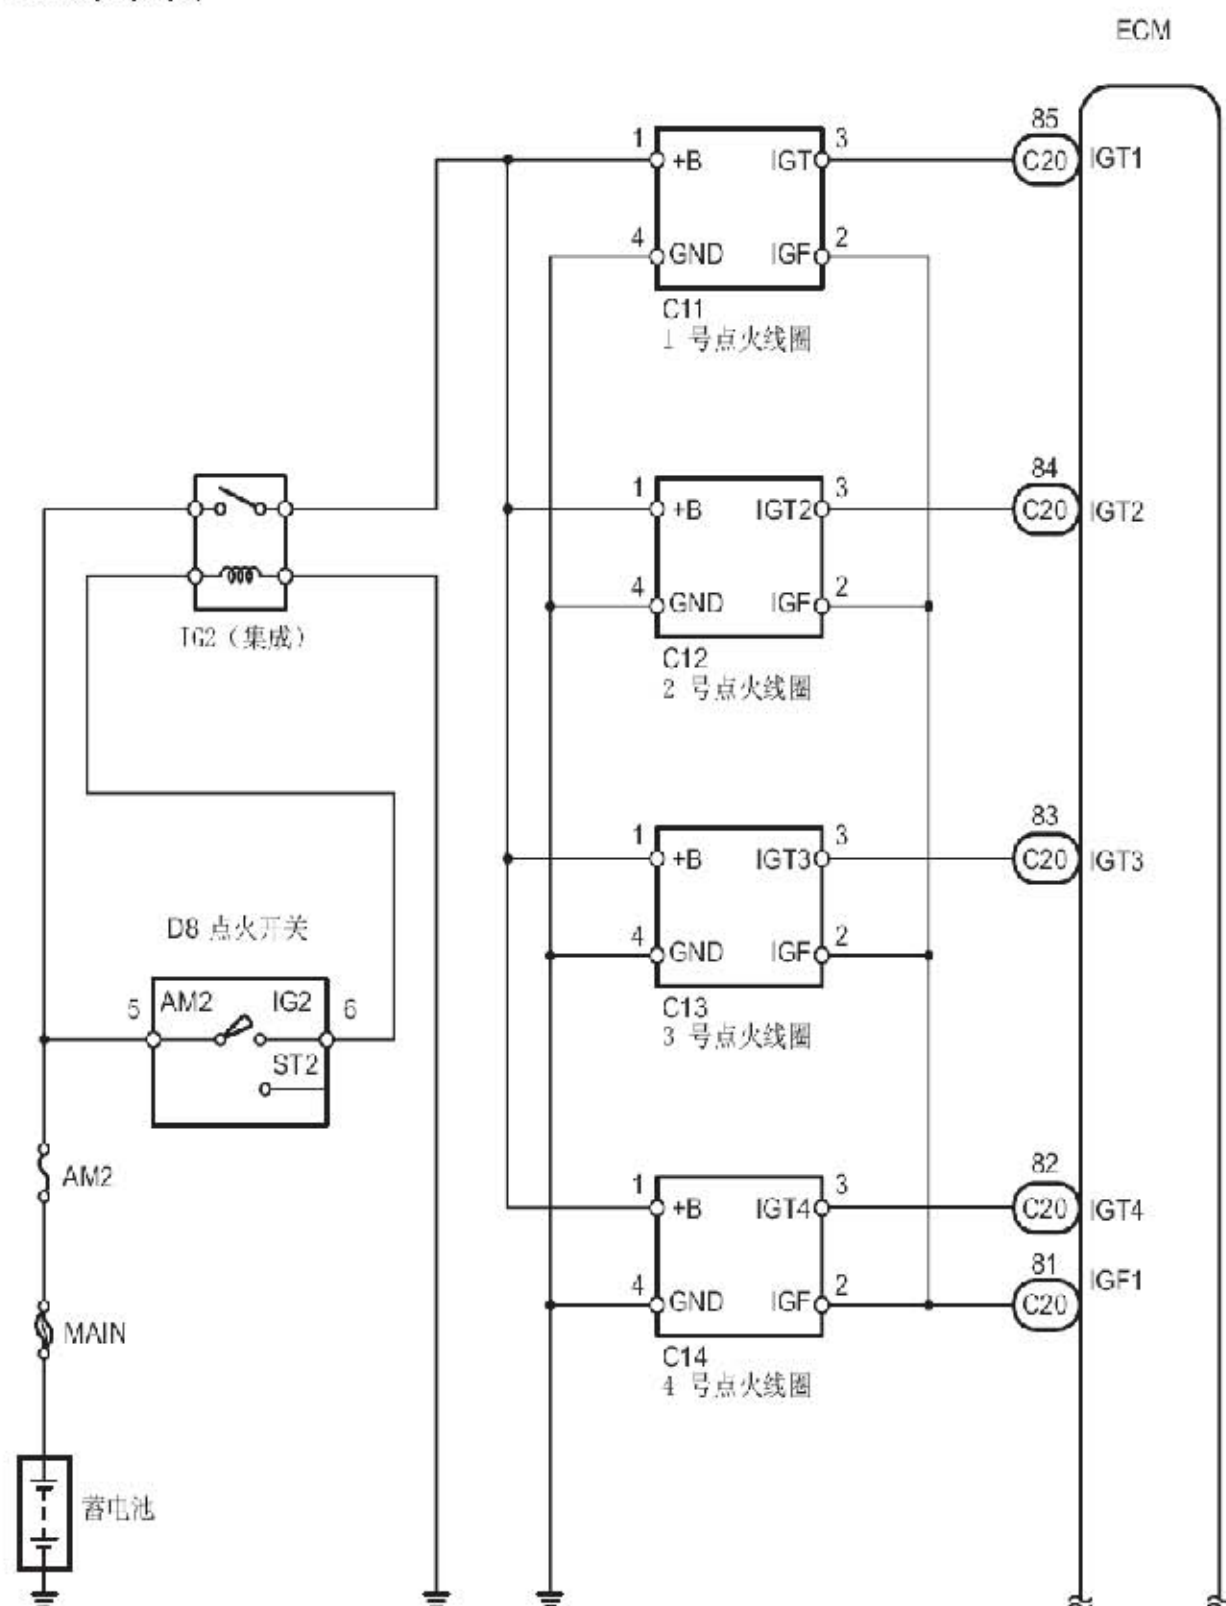 ECM
85
1 +B IGT 3 C20 IGT1
4 GND IGF 2
C11
1 号点火线圈
84
1 +B IGT2 3 C20 IGT2
4 GND IGF 2
IG2（集成）
C12
2 号点火线圈
83
1 +B IGT3 3 C20 IGT3
D8 点火开关
4 GND IGF 2
5 AM2 IG2 6
C13
3 号点火线圈
ST2
82
AM2
1 +B IGT4 3 C20 IGT4
81
4 GND IGF 2 C20 IGF1
MAIN
C14
4 号点火线圈
蓄电池